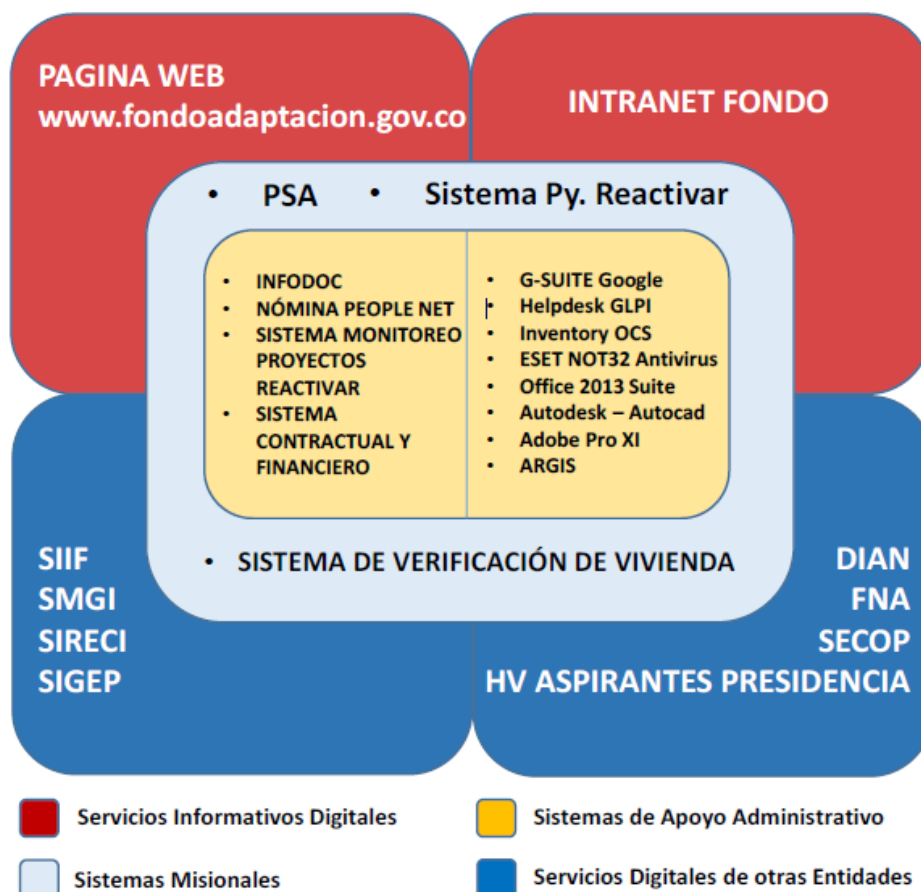 PAGINA WEB
www.fondoadaptacion.gov.co
INTRANET FONDO
• PSA • Sistema Py. Reactivar
• INFODOC
• NÓMINA PEOPLE NET
• SISTEMA MONITOREO
PROYECTOS
REACTIVAR
• SISTEMA
CONTRACTUAL Y
FINANCIERO
• G-SUITE Google
• Helpdesk GLPI
• Inventory OCS
• ESET NOT32 Antivirus
• Office 2013 Suite
• Autodesk – Autocad
• Adobe Pro XI
• ARGIS
• SISTEMA DE VERIFICACIÓN DE VIVIENDA
SIIF
SMGI
SIRECI
SIGEP
DIAN
FNA
SECOP
HV ASPIRANTES PRESIDENCIA
Servicios Informativos Digitales
Sistemas de Apoyo Administrativo
Sistemas Misionales
Servicios Digitales de otras Entidades